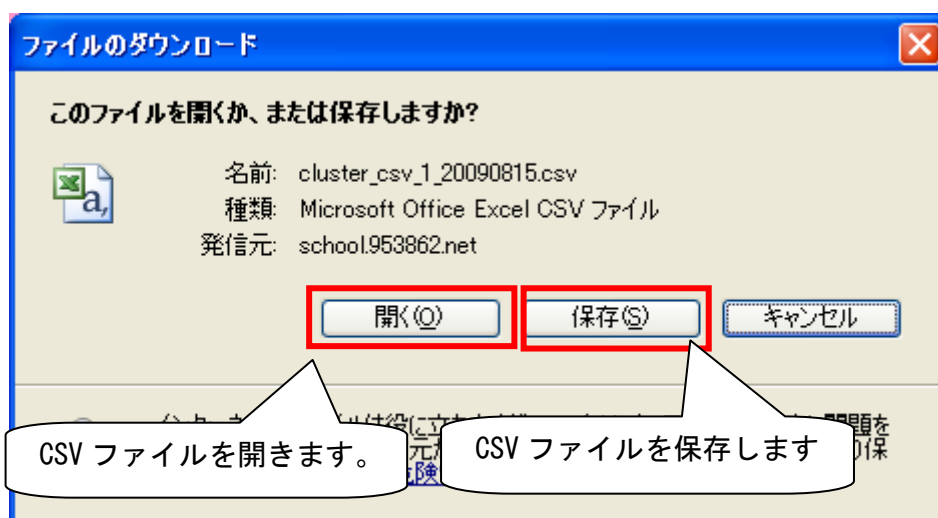 ファイルのダウンロード
このファイルを開くか、または保存しますか?
名前: cluster_csv_1_20090815.csv
種類: Microsoft Office Excel CSV ファイル
発信元: school.953862.net
開く(O)
保存(S)
キャンセル
CSV ファイルを開きます。
CSV ファイルを保存します